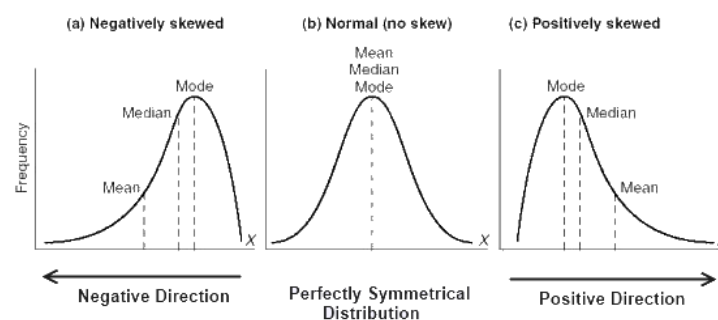 (a) Negatively skewed
Mode
Median
Mean
Frequency
X
Negative Direction
(b) Normal (no skew)
Mean
Median
Mode
Perfectly Symmetrical
Distribution
(c) Positively skewed
Mode
Median
Mean
X
Positive Direction